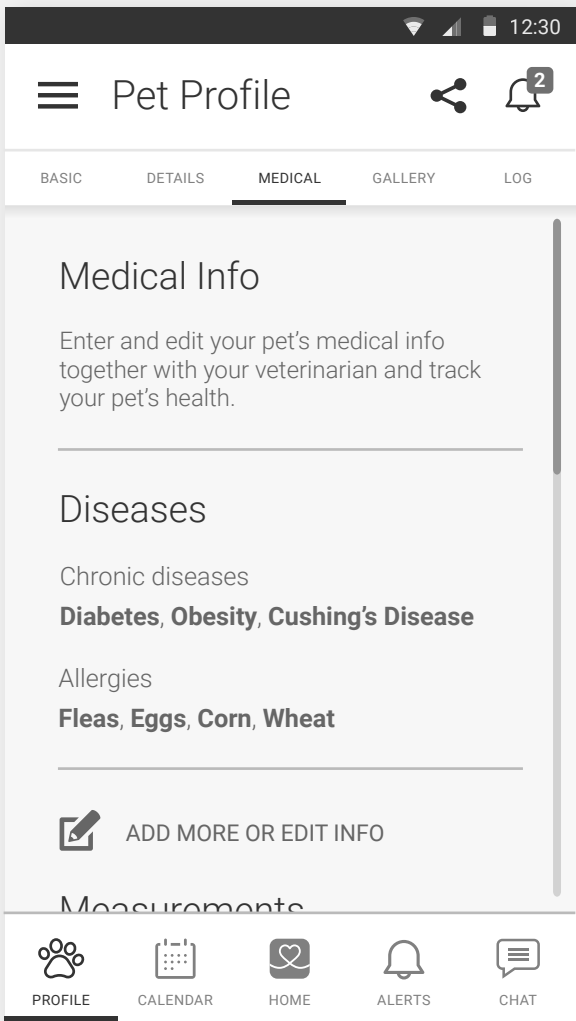 12:30
Pet Profile
2
BASIC DETAILS MEDICAL GALLERY LOG
Medical Info
Enter and edit your pet’s medical info
together with your veterinarian and track
your pet’s health.
Diseases
Chronic diseases
Diabetes, Obesity, Cushing’s Disease
Allergies
Fleas, Eggs, Corn, Wheat
ADD MORE OR EDIT INFO
Measurements
PROFILE CALENDAR HOME ALERTS CHAT